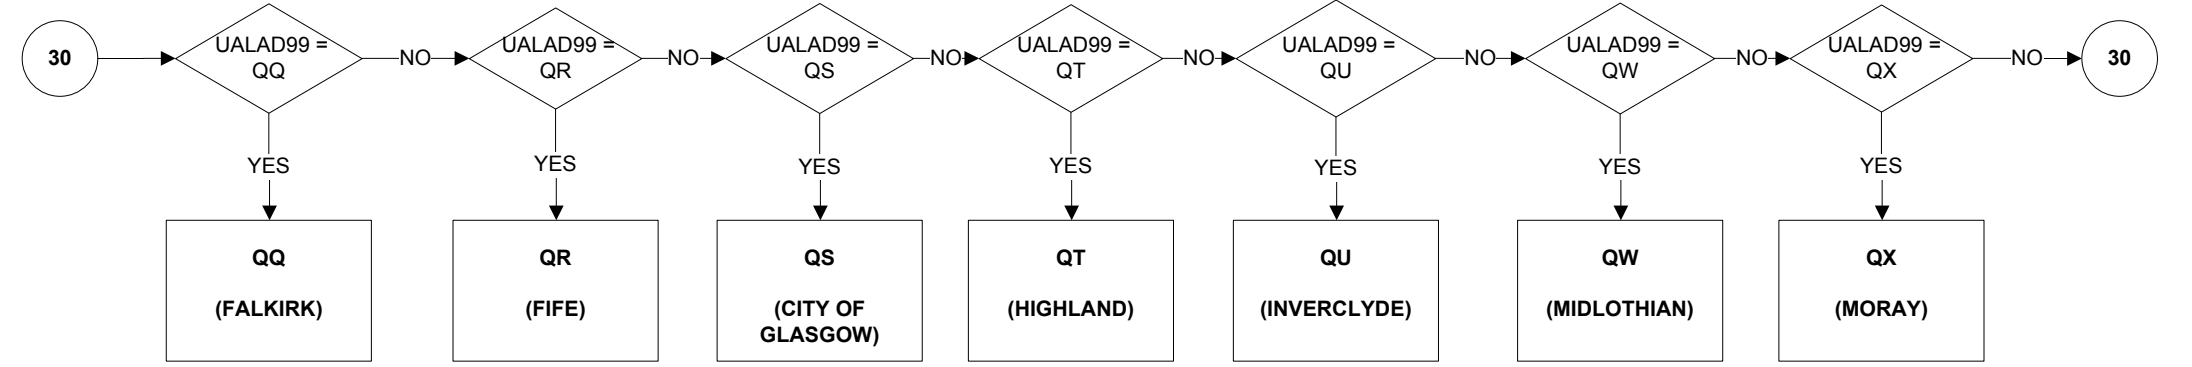 30
UALAD99 =
QQ
NO
UALAD99 =
QR
NO
UALAD99 =
QS
NO
UALAD99 =
QT
NO
UALAD99 =
QU
NO
UALAD99 =
QW
NO
UALAD99 =
QX
NO
30
YES
YES
YES
YES
YES
YES
YES
QQ
(FALKIRK)
QR
(FIFE)
QS
(CITY OF
GLASGOW)
QT
(HIGHLAND)
QU
(INVERCLYDE)
QW
(MIDLOTHIAN)
QX
(MORAY)